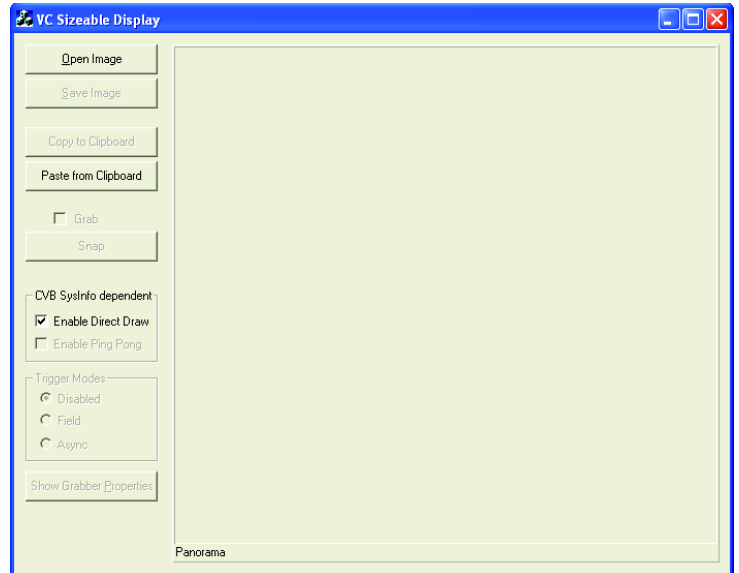 VC Sizeable Display
Open Image
Save Image
Copy to Clipboard
Paste from Clipboard
Grab
Snap
CVB SysInfo dependent
Enable Direct Draw
Enable Ping Pong
Trigger Modes
Disabled
Field
Async
Show Grabber Properties
Panorama